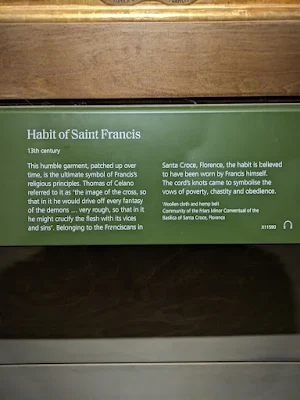 Habit of Saint Francis
13th century
This humble garment, patched up over
time, is the ultimate symbol of Francis's
religious principles. Thomas of Celano
referred to it as 'the image of the cross, so
that in it he would drive off every fantasy
of the demons ... very rough, so that in it
he might crucify the flesh with its vices
and sins'. Belonging to the Franciscans in
Santa Croce, Florence, the habit is believed
to have been worn by Francis himself.
The cord's knots came to symbolise the
vows of poverty, chastity and obedience.
Woollen cloth and hemp belt
Community of the Friars Minor Conventual of the
Basilica of Santa Croce, Florence
X11590